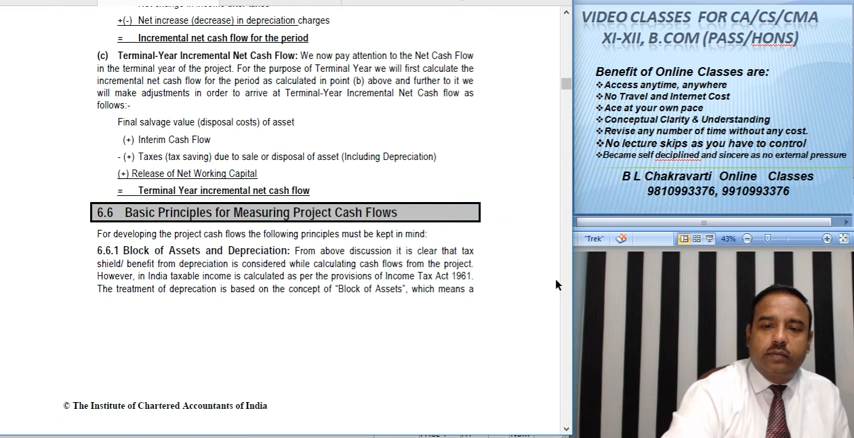 +(-) Net increase (decrease) in depreciation charges
= Incremental net cash flow for the period
(c) Terminal-Year Incremental Net Cash Flow: We now pay attention to the Net Cash Flow
in the terminal year of the project. For the purpose of Terminal Year we will first calculate the
incremental net cash flow for the period as calculated in point (b) above and further to it we
will make adjustments in order to arrive at Terminal-Year Incremental Net Cash flow as
follows:-
Final salvage value (disposal costs) of asset
(+) Interim Cash Flow
- (+) Taxes (tax saving) due to sale or disposal of asset (Including Depreciation)
(+) Release of Net Working Capital
= Terminal Year incremental net cash flow
6.6 Basic Principles for Measuring Project Cash Flows
For developing the project cash flows the following principles must be kept in mind:
6.6.1 Block of Assets and Depreciation: From above discussion it is clear that tax
shield/ benefit from depreciation is considered while calculating cash flows from the project.
However, in India taxable income is calculated as per the provisions of Income Tax Act 1961.
The treatment of deprecation is based on the concept of "Block of Assets", which means a
© The Institute of Chartered Accountants of India
VIDEO CLASSES FOR CA/CS/CMA
XI-XII, B.COM (PASS/HONS)
Benefit of Online Classes are:
❖Access anytime, anywhere
❖No Travel and Internet Cost
❖Ace at your own pace
❖Conceptual Clarity & Understanding
❖Revise any number of time without any cost.
❖No lecture skips as you have to control
❖Became self deciplined and sincere as no external pressure
B L Chakravarti Online Classes
9810993376, 9910993376
"Trek"
43%